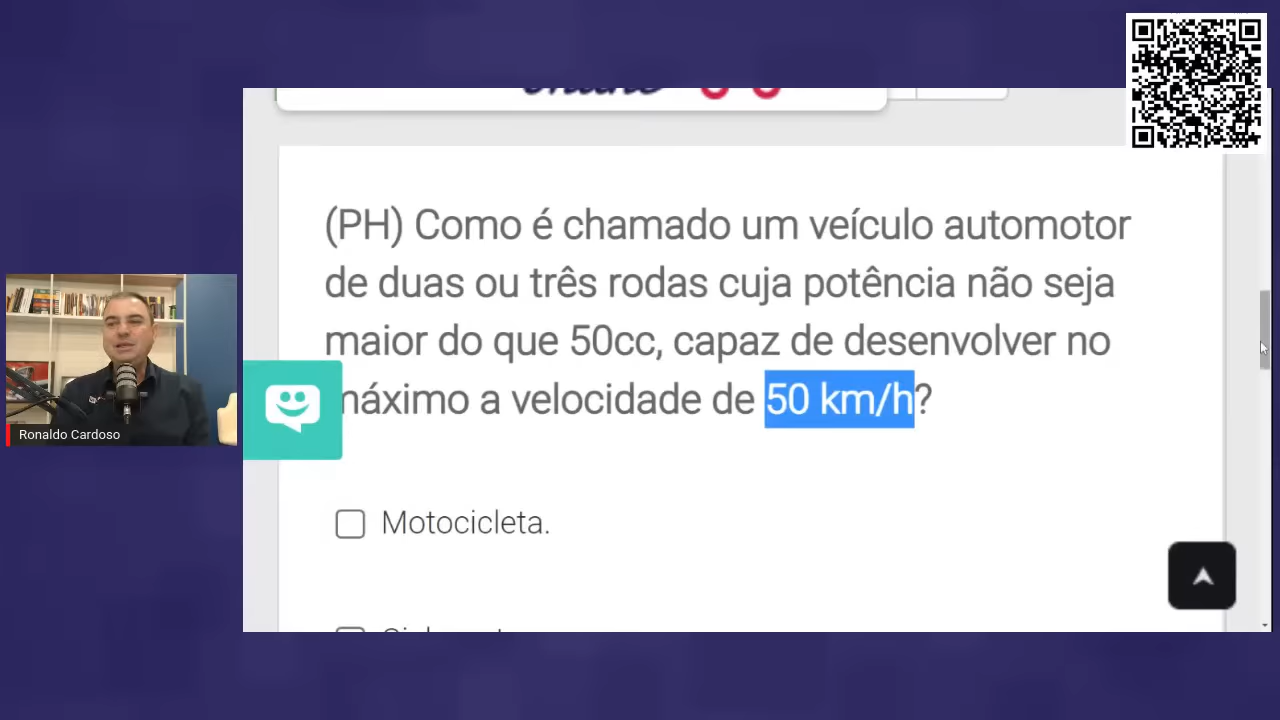 (PH) Como é chamado um veículo automotor
de duas ou três rodas cuja potência não seja
maior do que 50cc, capaz de desenvolver no
máximo a velocidade de 50 km/h?
Ronaldo Cardoso
Motocicleta.